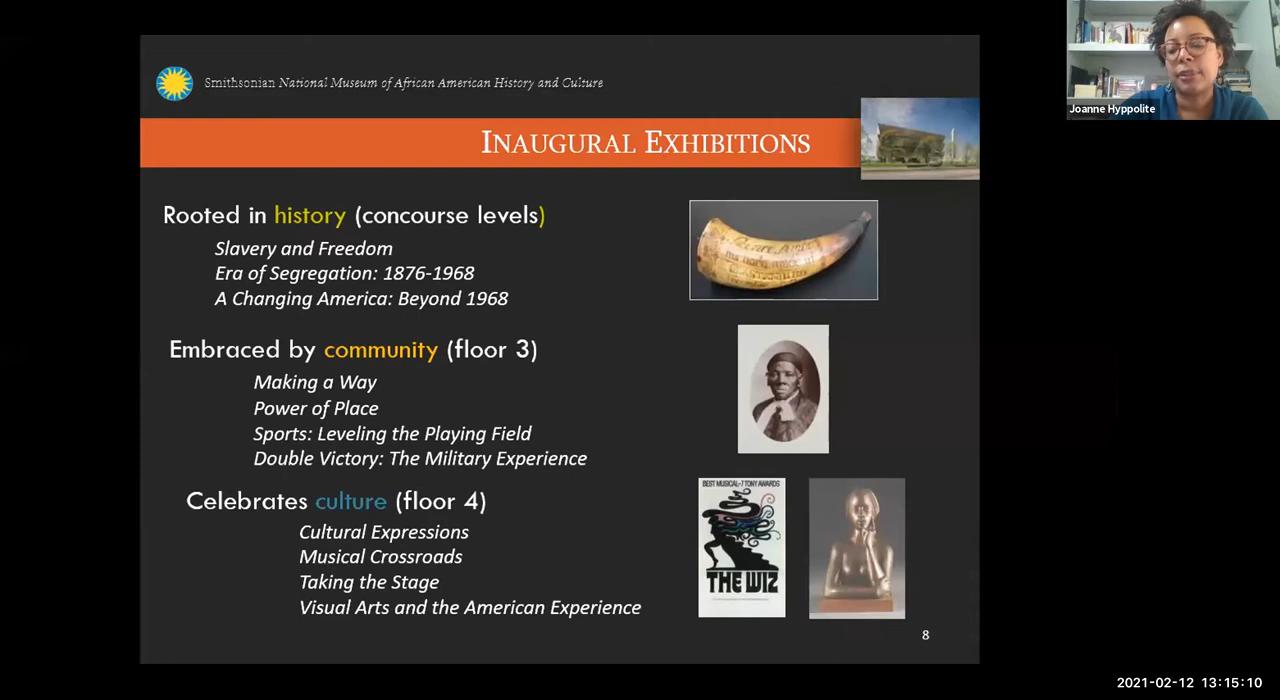 Smithsonian National Museum of African American History and Culture
INAUGURAL EXHIBITIONS
Joanne Hyppolite
Rooted in history (concourse levels)
Slavery and Freedom
Era of Segregation: 1876-1968
A Changing America: Beyond 1968
Embraced by community (floor 3)
Making a Way
Power of Place
Sports: Leveling the Playing Field
Double Victory: The Military Experience
Celebrates culture (floor 4)
Cultural Expressions
Musical Crossroads
Taking the Stage
Visual Arts and the American Experience
BEST MUSICAL-7 TONY AWARDS
THE WIZ
8
2021-02-12 13:15:10